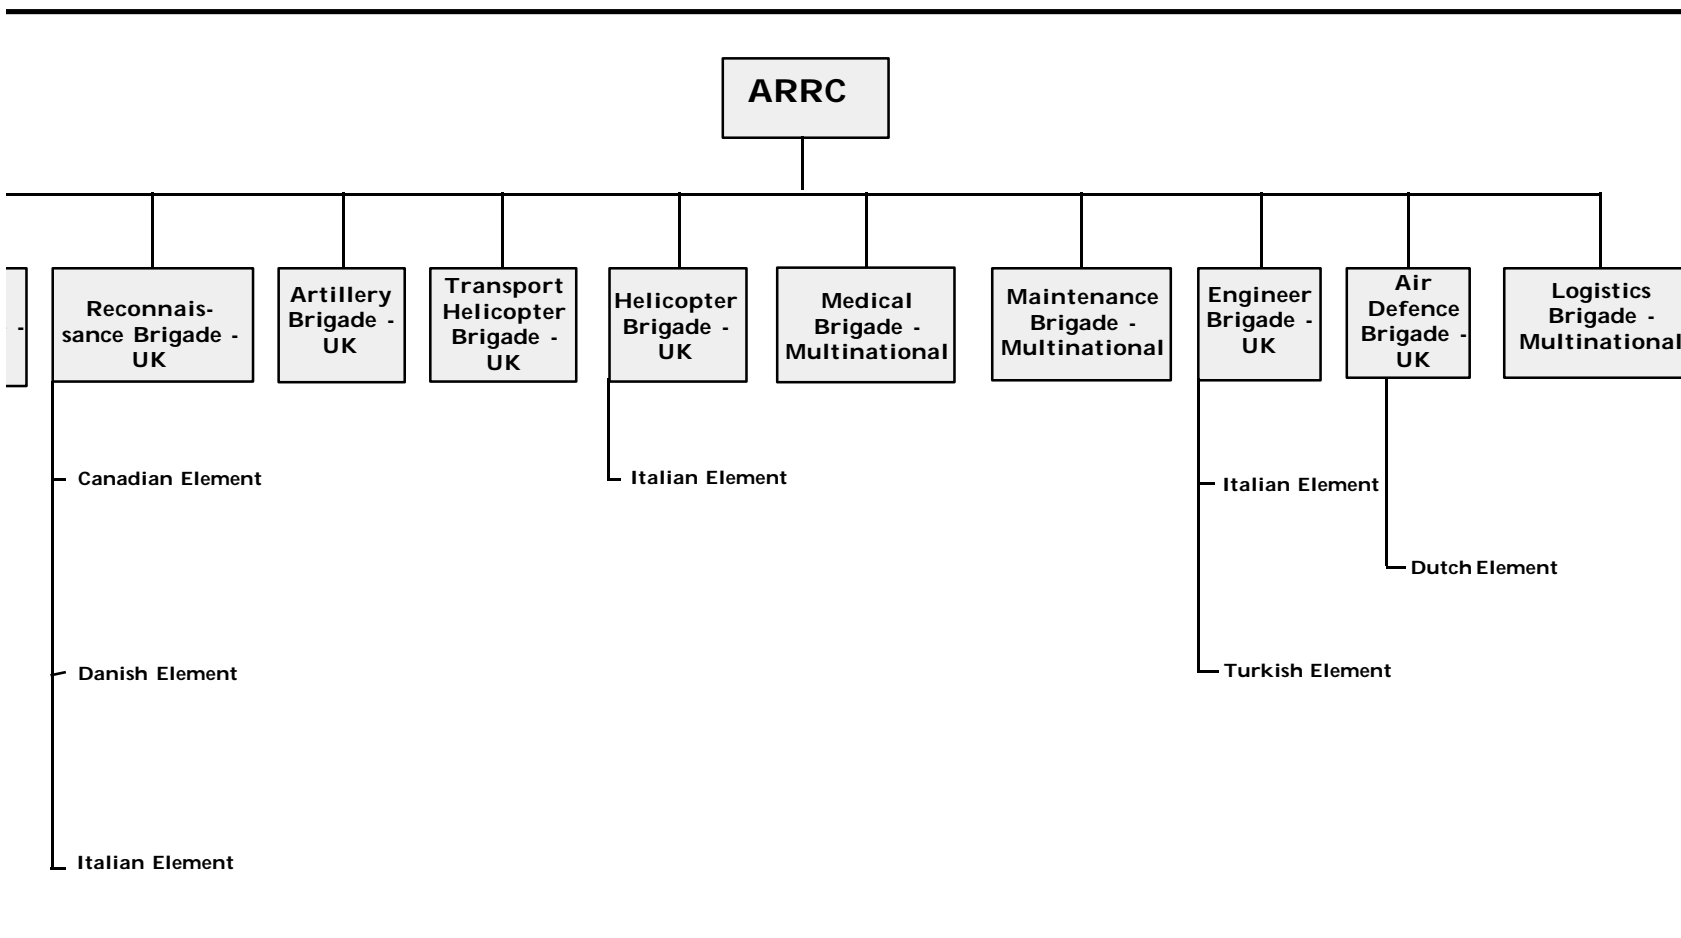 ARRC
-
Reconnais-
sance Brigade -
UK
Artillery
Brigade -
UK
Transport
Helicopter
Brigade -
UK
Helicopter
Brigade -
UK
Medical
Brigade -
Multinational
Maintenance
Brigade -
Multinational
Engineer
Brigade -
UK
Air
Defence
Brigade -
UK
Logistics
Brigade -
Multinational
Canadian Element
Italian Element
Italian Element
Dutch Element
Danish Element
Turkish Element
Italian Element